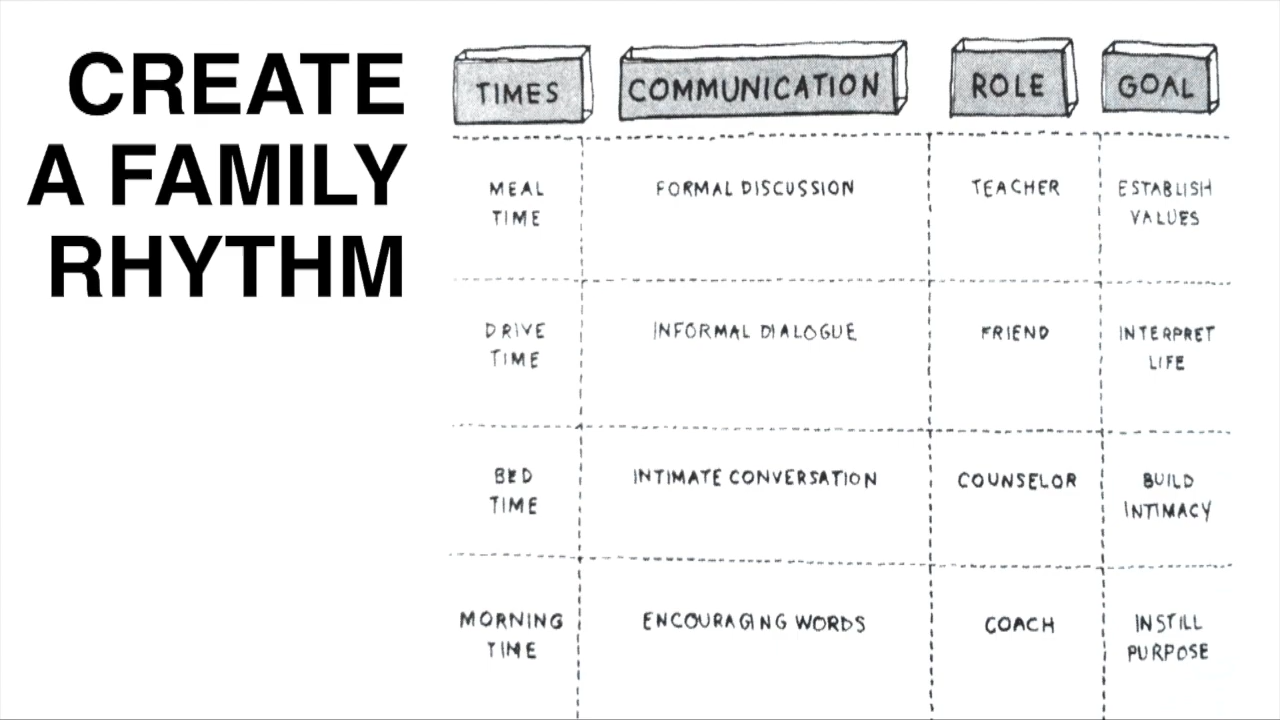 CREATE
A FAMILY
RHYTHM
TIMES COMMUNICATION ROLE GOAL
MEAL FORMAL DISCUSSION TEACHER ESTABLISH
TIME VALUES
DRIVE INFORMAL DIALOGUE FRIEND INTERPRET
TIME LIFE
BED INTIMATE CONVERSATION COUNSELOR BUILD
TIME INTIMACY
MORNING ENCOURAGING WORDS COACH INSTILL
TIME PURPOSE